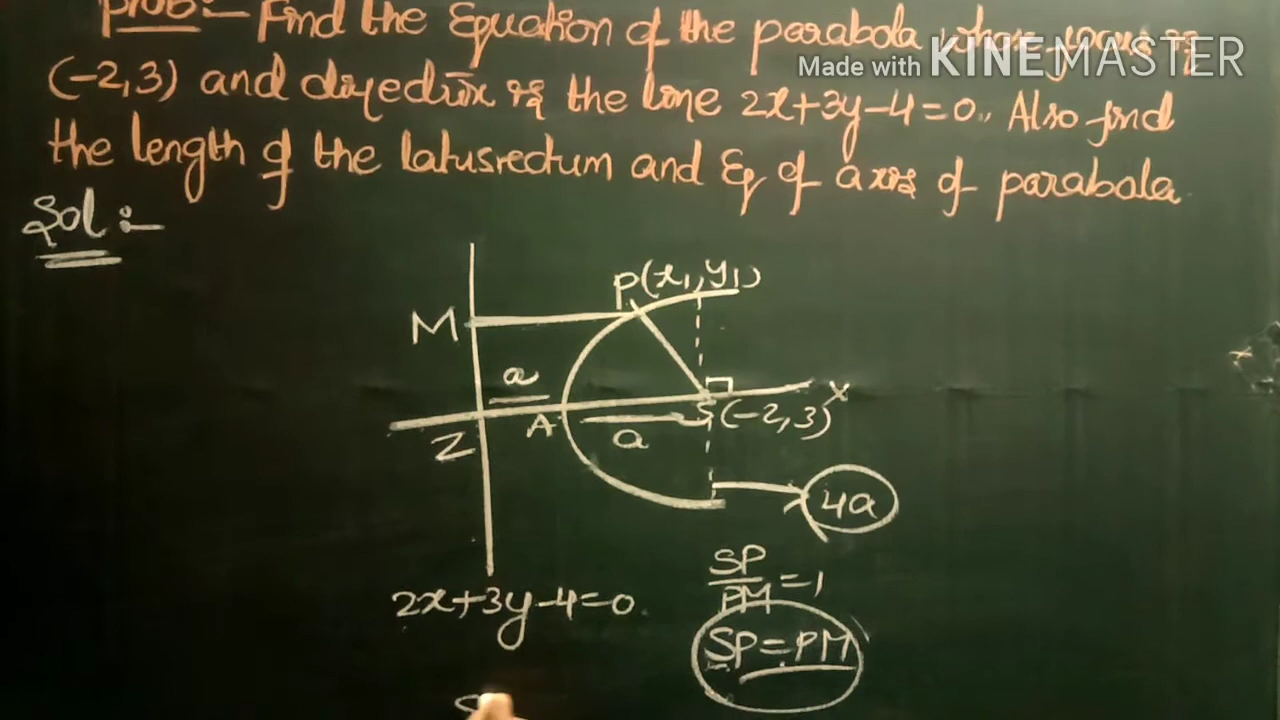 Prob:- Find the Equation of the parabola whose focus is
Made with KINEMASTER
(-2,3) and directrix is the line 2x+3y-4=0. Also find
the length of the latusrectum and Eq of axis of parabola
Sol:-
P(x₁,y₁)
M
a
X
S(-2,3)
A
Z
a
4a
SP/PM=1
2x+3y-4=0
SP=PM